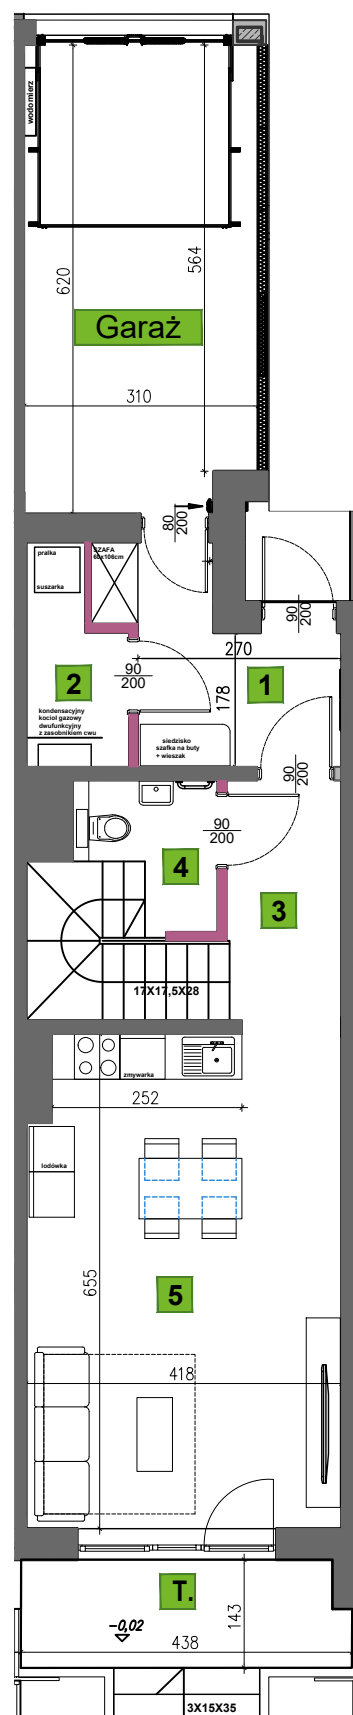 wodomierz
620
564
Garaż
310
80
200
pralka
suszarka
SZAFA
60x106cm
90
200
270
90
200
2
1
178
kondensacyjny
kocioł gazowy
dwufunkcyjny
z zasobnikiem cwu
siedzisko
szafka na buty
+ wieszak
90
200
90
200
4
3
17X17,5X28
zmywarka
252
lodówka
655
5
418
T.
-0,02
143
438
3X15X35